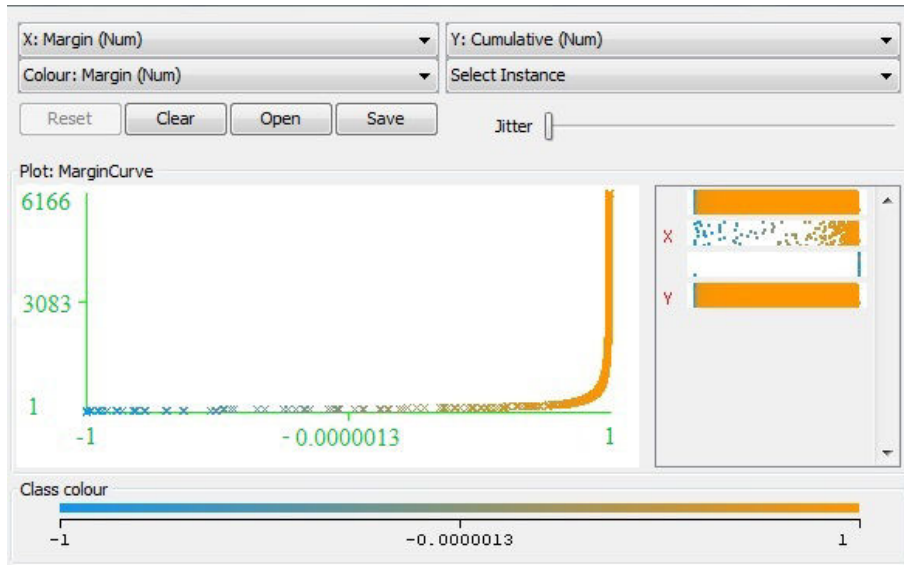 X: Margin (Num) Y: Cumulative (Num)
Colour: Margin (Num) Select Instance
Reset Clear Open Save Jitter
Plot: MarginCurve
6166
3083
1
-1 - 0.0000013 1
X
Y
Class colour
-1 -0.0000013 1